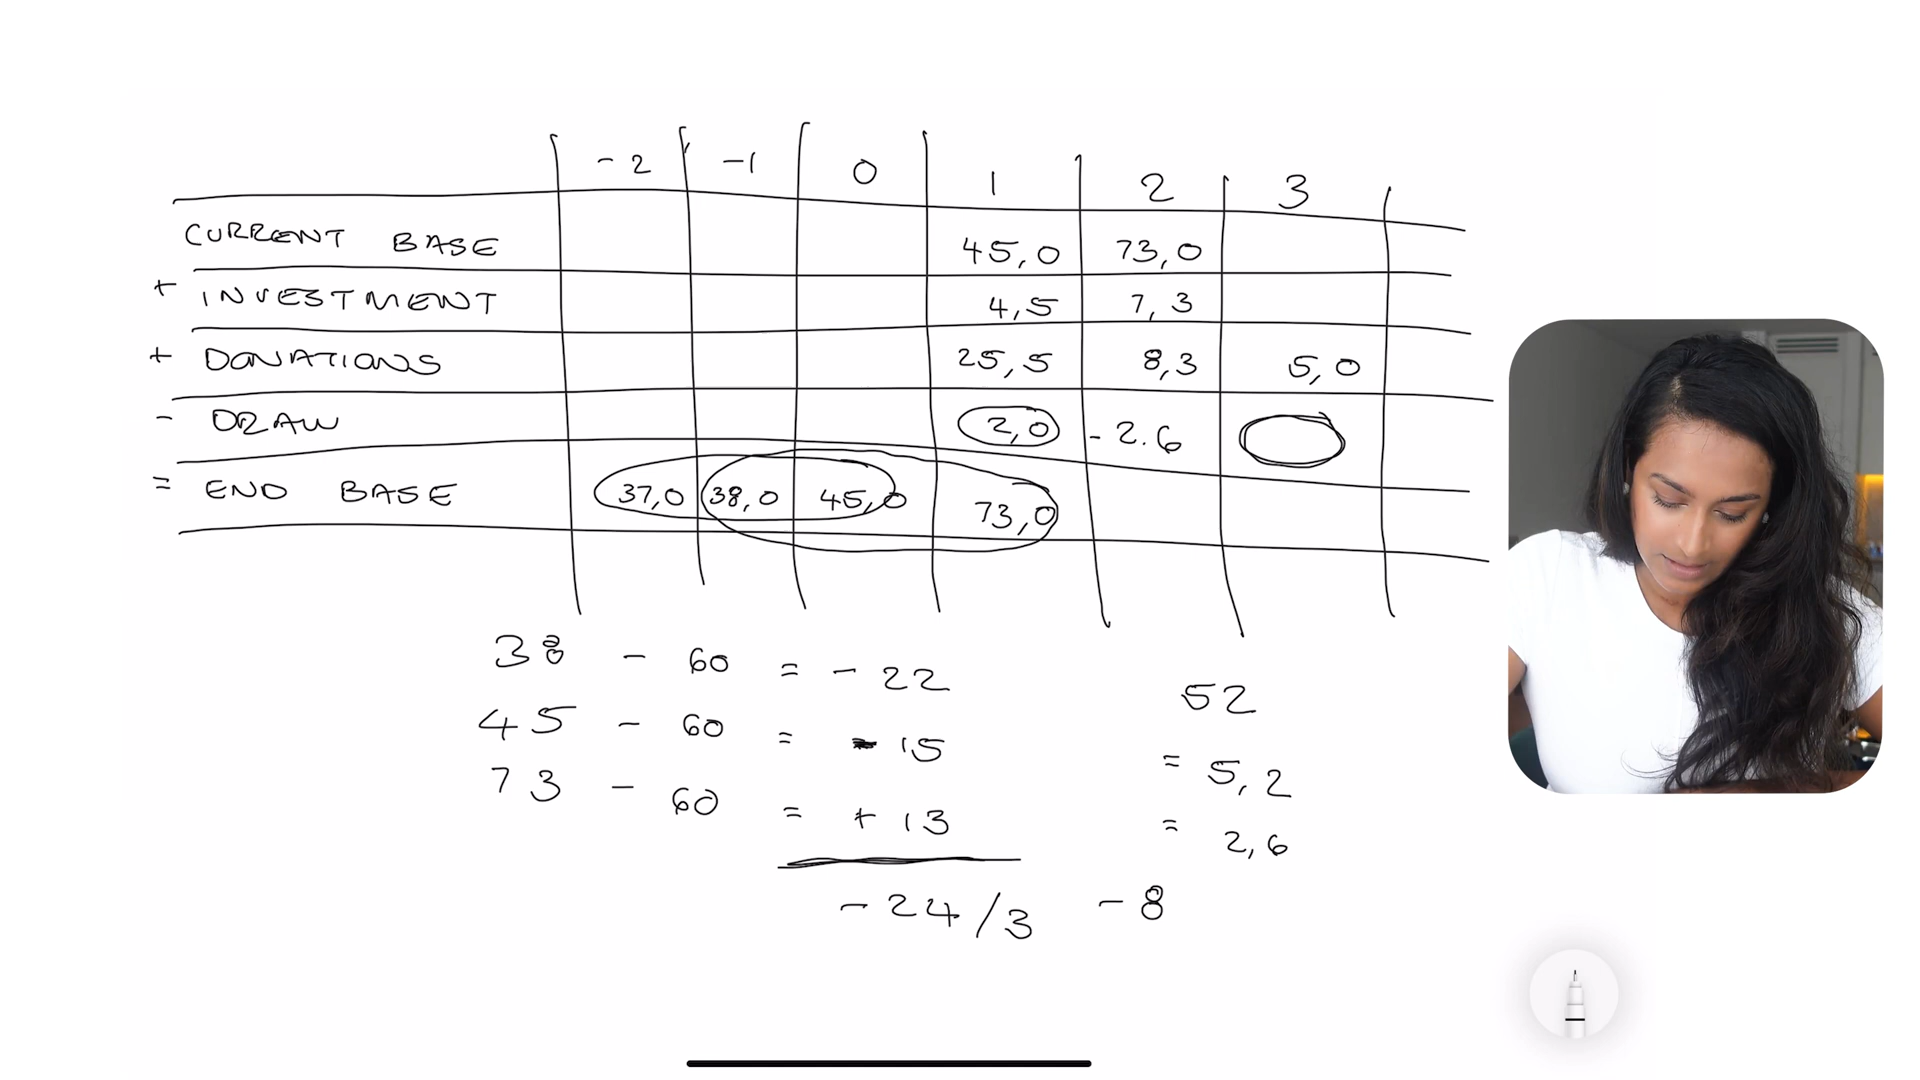 -2 -1 0 1 2 3
CURRENT BASE 45,0 73,0
+ INVESTMENT 4,5 7,3
+ DONATIONS 25,5 8,3 5,0
- DRAW 2,0 - 2.6
= END BASE 37,0 38,0 45,0 73,0
38 - 60 = - 22
45 - 60 = - 15
73 - 60 = + 13
- 24/3 - 8
52
= 5,2
= 2,6